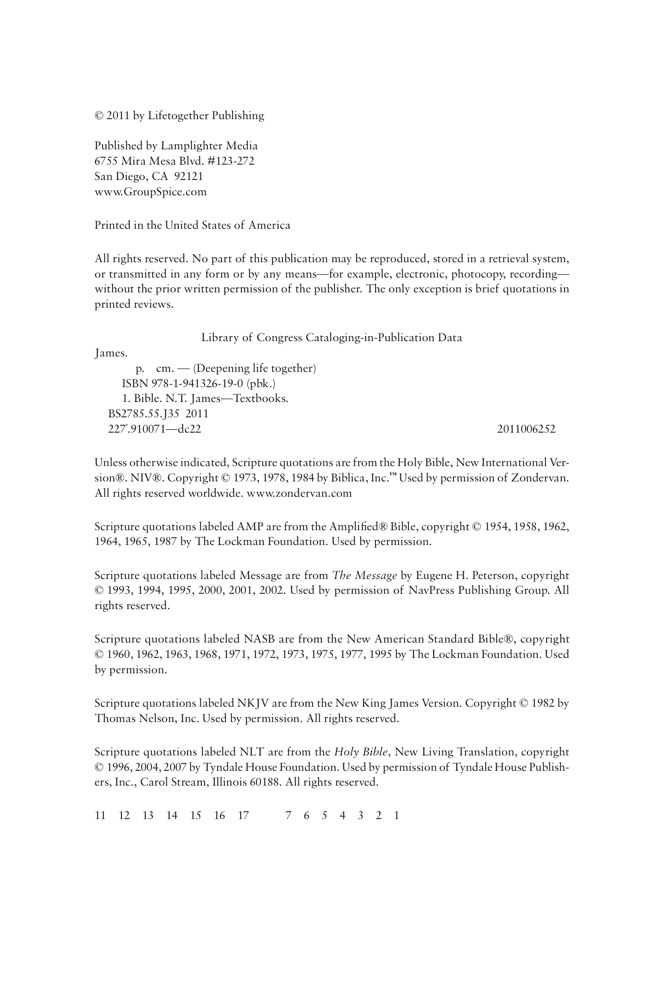 © 2011 by Lifetogether Publishing
Published by Lamplighter Media
6755 Mira Mesa Blvd. #123-272
San Diego, CA 92121
www.GroupSpice.com
Printed in the United States of America
All rights reserved. No part of this publication may be reproduced, stored in a retrieval system,
or transmitted in any form or by any means—for example, electronic, photocopy, recording—
without the prior written permission of the publisher. The only exception is brief quotations in
printed reviews.
Library of Congress Cataloging-in-Publication Data
James.
p. cm. — (Deepening life together)
ISBN 978-1-941326-19-0 (pbk.)
1. Bible. N.T. James—Textbooks.
BS2785.55.J35 2011
227′.910071—dc22 2011006252
Unless otherwise indicated, Scripture quotations are from the Holy Bible, New International Ver-
sion®. NIV®. Copyright © 1973, 1978, 1984 by Biblica, Inc.™ Used by permission of Zondervan.
All rights reserved worldwide. www.zondervan.com
Scripture quotations labeled AMP are from the Amplified® Bible, copyright © 1954, 1958, 1962,
1964, 1965, 1987 by The Lockman Foundation. Used by permission.
Scripture quotations labeled Message are from The Message by Eugene H. Peterson, copyright
© 1993, 1994, 1995, 2000, 2001, 2002. Used by permission of NavPress Publishing Group. All
rights reserved.
Scripture quotations labeled NASB are from the New American Standard Bible®, copyright
© 1960, 1962, 1963, 1968, 1971, 1972, 1973, 1975, 1977, 1995 by The Lockman Foundation. Used
by permission.
Scripture quotations labeled NKJV are from the New King James Version. Copyright © 1982 by
Thomas Nelson, Inc. Used by permission. All rights reserved.
Scripture quotations labeled NLT are from the Holy Bible, New Living Translation, copyright
© 1996, 2004, 2007 by Tyndale House Foundation. Used by permission of Tyndale House Publish-
ers, Inc., Carol Stream, Illinois 60188. All rights reserved.
11 12 13 14 15 16 17 7 6 5 4 3 2 1